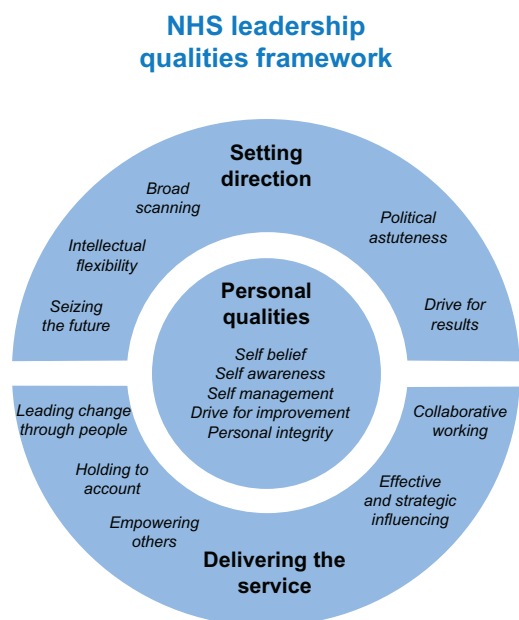 NHS leadership
qualities framework
Setting
direction
Broad
scanning
Intellectual
flexibility
Seizing
the future
Political
astuteness
Drive for
results
Personal
qualities
Self belief
Self awareness
Self management
Drive for improvement
Personal integrity
Leading change
through people
Holding to
account
Empowering
others
Collaborative
working
Effective
and strategic
influencing
Delivering the
service